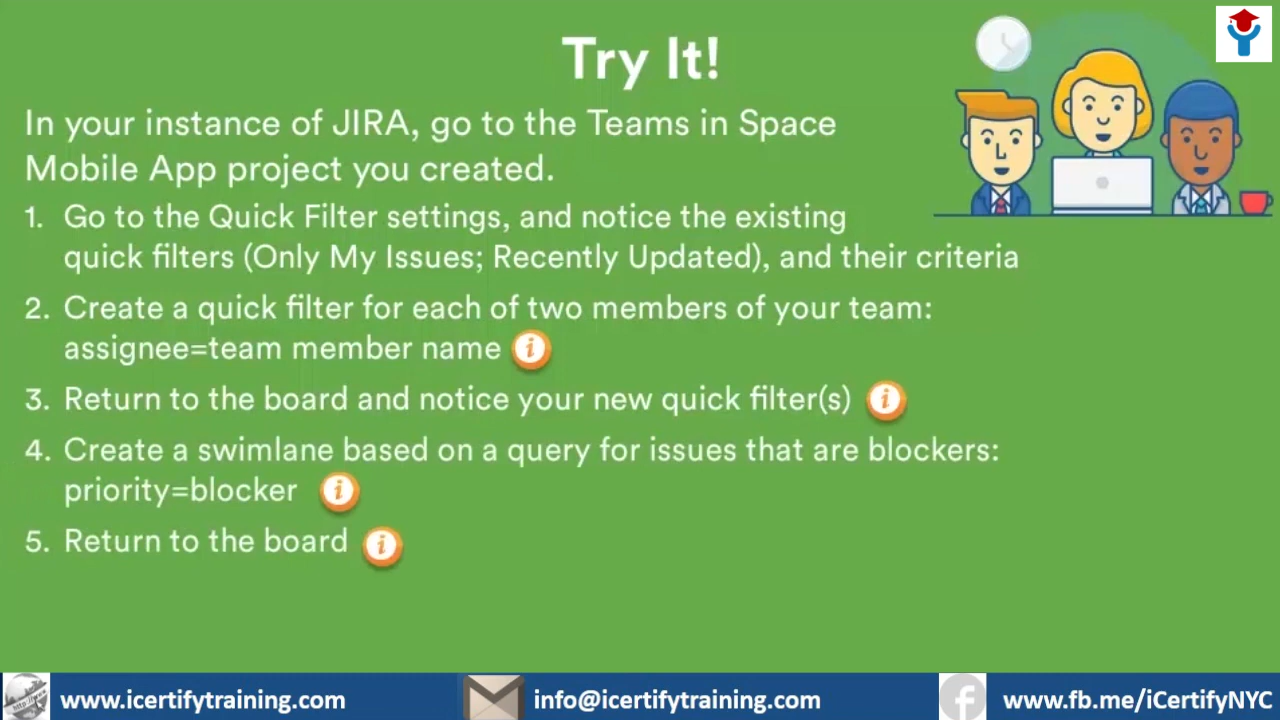 Try It!
In your instance of JIRA, go to the Teams in Space
Mobile App project you created.
1. Go to the Quick Filter settings, and notice the existing
quick filters (Only My Issues; Recently Updated), and their criteria
2. Create a quick filter for each of two members of your team:
assignee=team member name i
3. Return to the board and notice your new quick filter(s) i
4. Create a swimlane based on a query for issues that are blockers:
priority=blocker i
5. Return to the board i
www.icertifytraining.com info@icertifytraining.com www.fb.me/iCertifyNYC